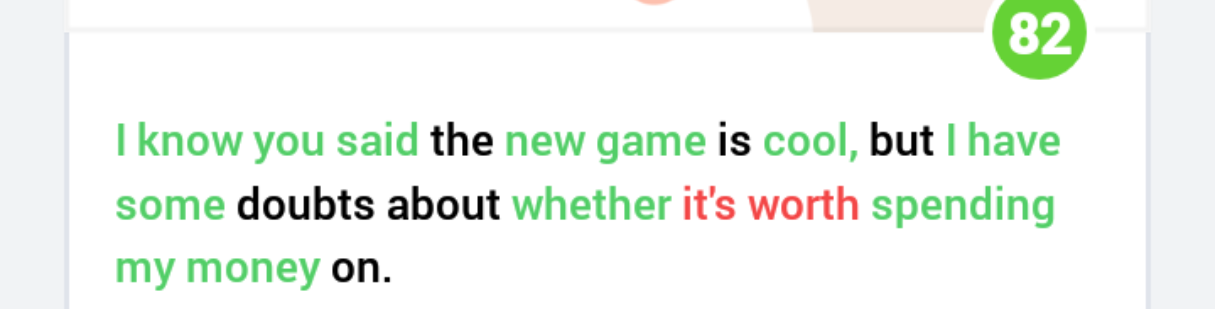 82
I know you said the new game is cool, but I have
some doubts about whether it's worth spending
my money on.